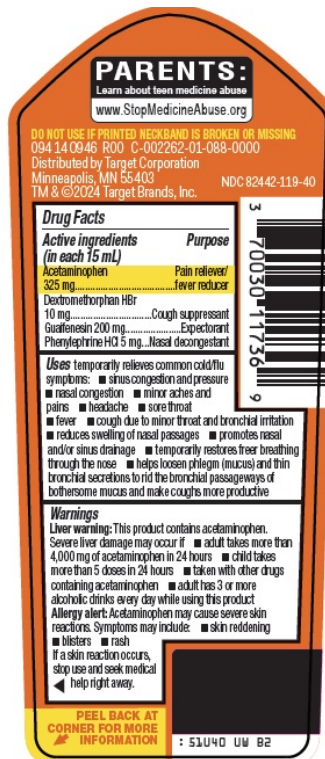 PARENTS:
Learn about teen medicine abuse
www.StopMedicineAbuse.org
DO NOT USE IF PRINTED NECKBAND IS BROKEN OR MISSING
094 14 0946 R00 C-002262-01-088-0000
Distributed by Target Corporation
Minneapolis, MN 55403
TM & ©2024 Target Brands, Inc.
NDC 82442-119-40
3 70030 11736 9
Drug Facts
Active ingredients Purpose
(in each 15 mL)
Acetaminophen Pain reliever/
325 mg......................................fever reducer
Dextromethorphan HBr
10 mg.........................Cough suppressant
Guaifenesin 200 mg......................Expectorant
Phenylephrine HCl 5 mg...Nasal decongestant
Uses temporarily relieves common cold/flu
symptoms: ■ sinus congestion and pressure
■ nasal congestion ■ minor aches and
pains ■ headache ■ sore throat
■ fever ■ cough due to minor throat and bronchial irritation
■ reduces swelling of nasal passages ■ promotes nasal
and/or sinus drainage ■ temporarily restores freer breathing
through the nose ■ helps loosen phlegm (mucus) and thin
bronchial secretions to rid the bronchial passageways of
bothersome mucus and make coughs more productive
Warnings
Liver warning: This product contains acetaminophen.
Severe liver damage may occur if ■ adult takes more than
4,000 mg of acetaminophen in 24 hours ■ child takes
more than 5 doses in 24 hours ■ taken with other drugs
containing acetaminophen ■ adult has 3 or more
alcoholic drinks every day while using this product
Allergy alert: Acetaminophen may cause severe skin
reactions. Symptoms may include: ■ skin reddening
■ blisters ■ rash
If a skin reaction occurs,
stop use and seek medical
help right away.
PEEL BACK AT
CORNER FOR MORE
INFORMATION
: 51U40 UW B2